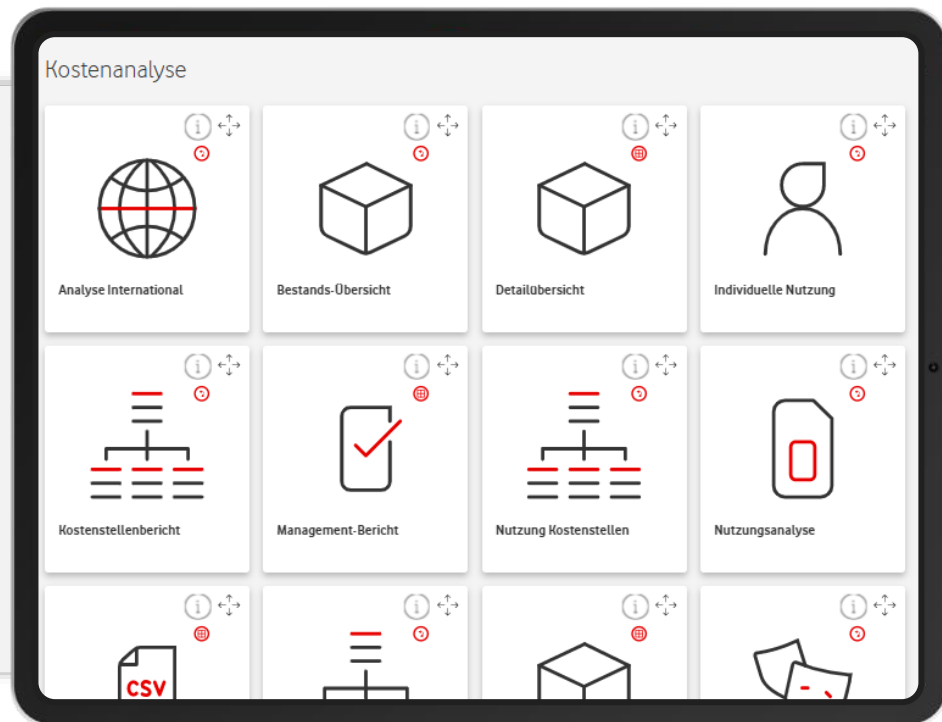 Kostenanalyse
Analyse International
Bestands-Übersicht
Detailübersicht
Individuelle Nutzung
Kostenstellenbericht
Management-Bericht
Nutzung Kostenstellen
Nutzungsanalyse
CSV